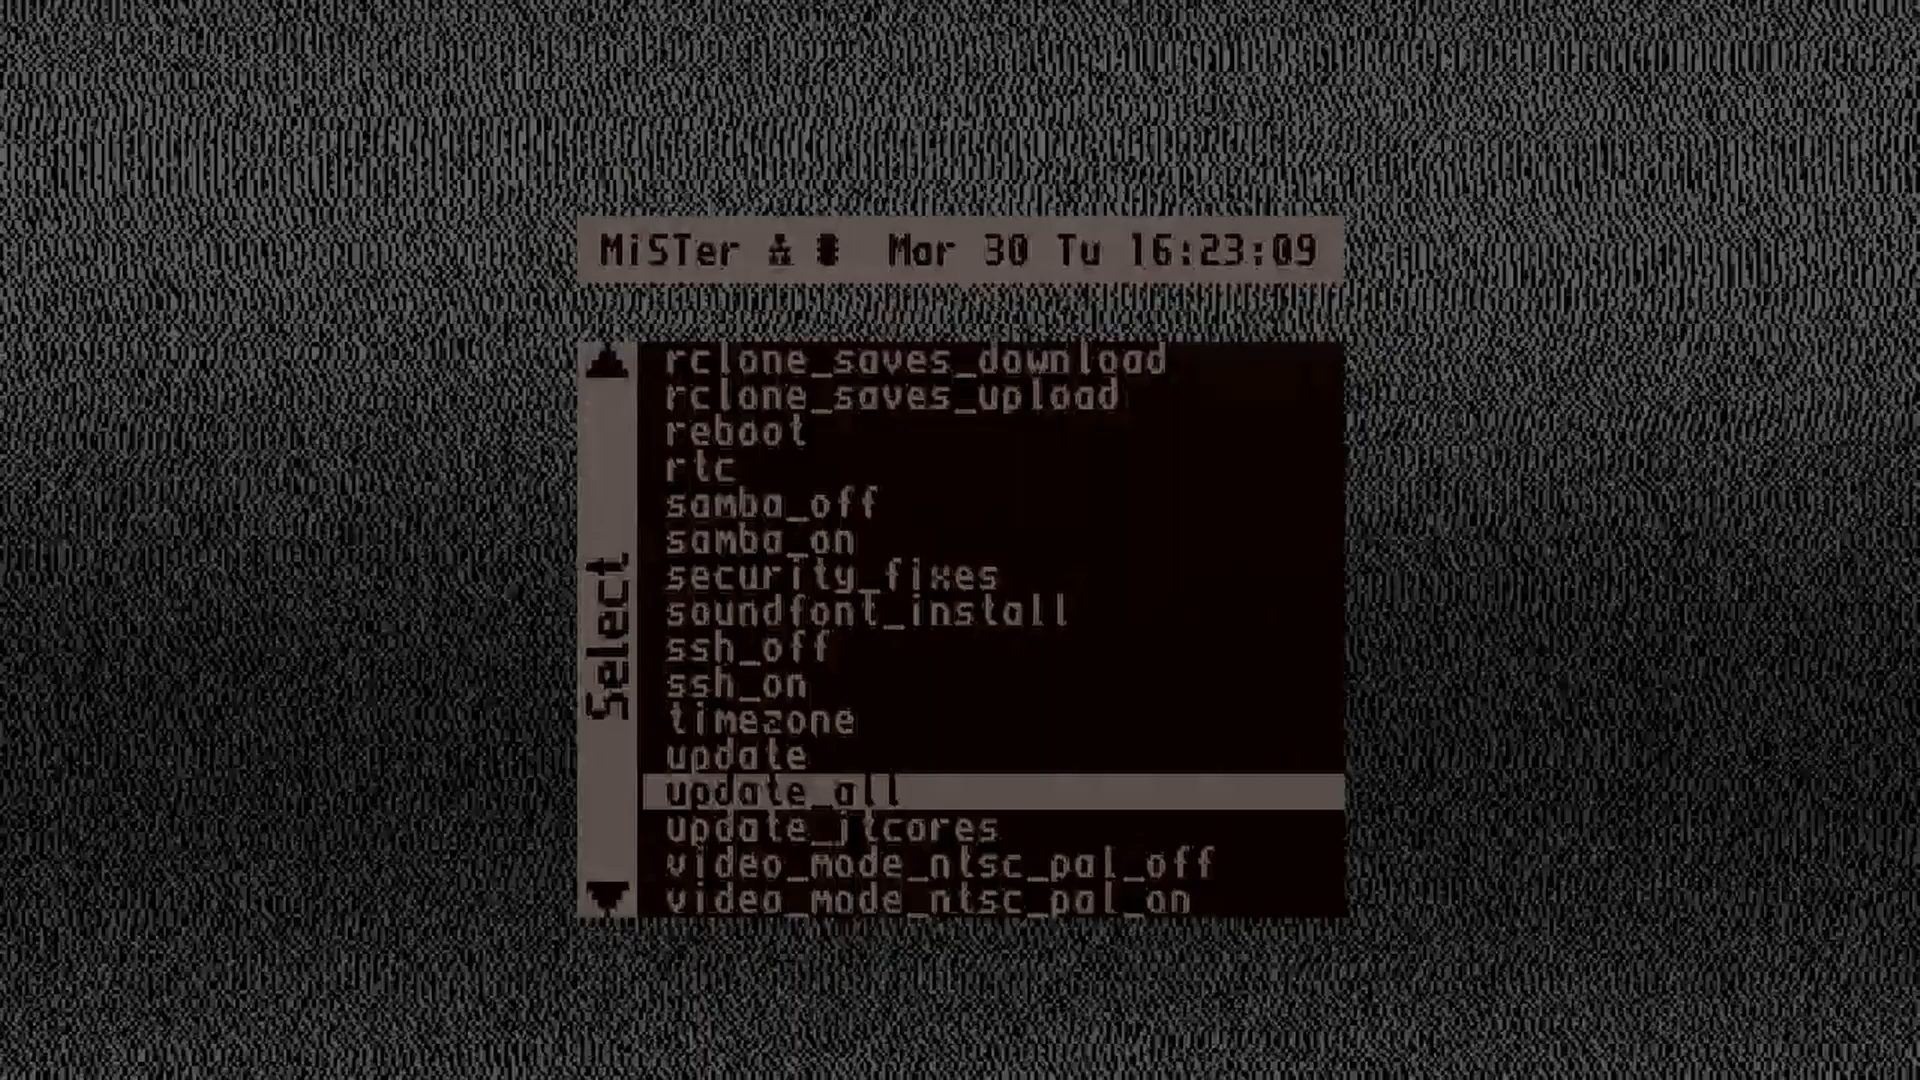 MiSTer Mar 30 Tu 16:23:09
Select
rclone_saves_download
rclone_saves_upload
reboot
rtc
samba_off
samba_on
security_fixes
soundfont_install
ssh_off
ssh_on
timezone
update
update_all
update_jtcores
video_mode_ntsc_pal_off
video_mode_ntsc_pal_on